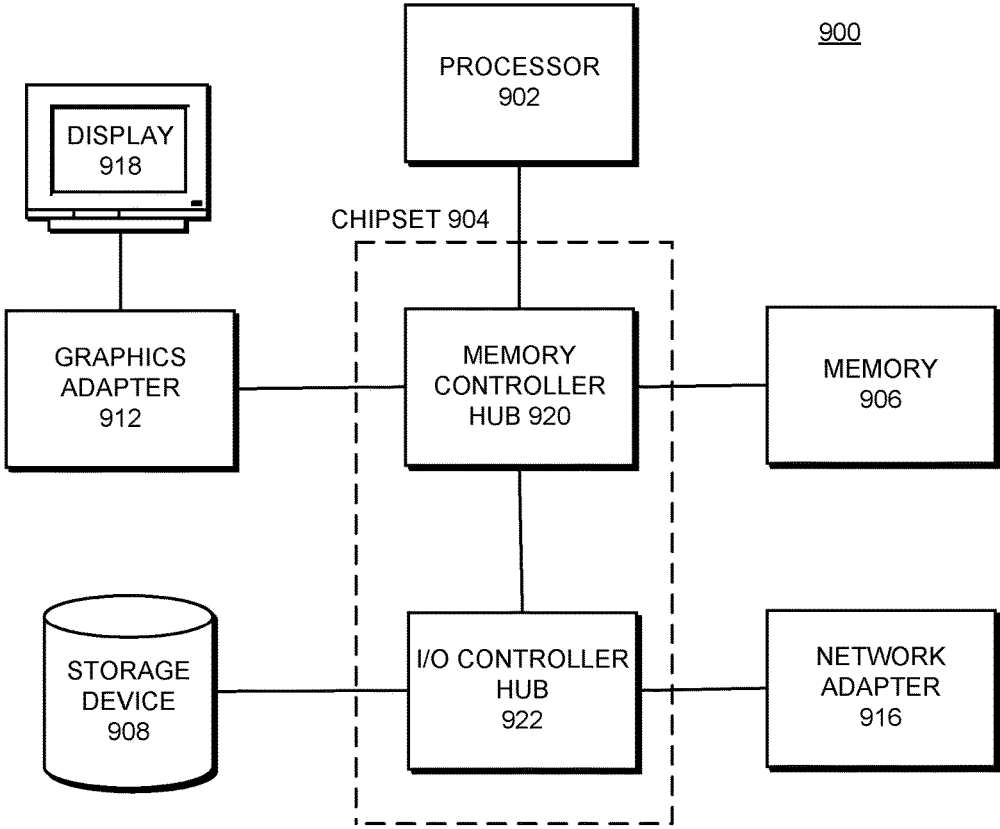 900
PROCESSOR
902
DISPLAY
918
CHIPSET 904
GRAPHICS
ADAPTER
912
MEMORY
CONTROLLER
HUB 920
MEMORY
906
STORAGE
DEVICE
908
I/O CONTROLLER
HUB
922
NETWORK
ADAPTER
916